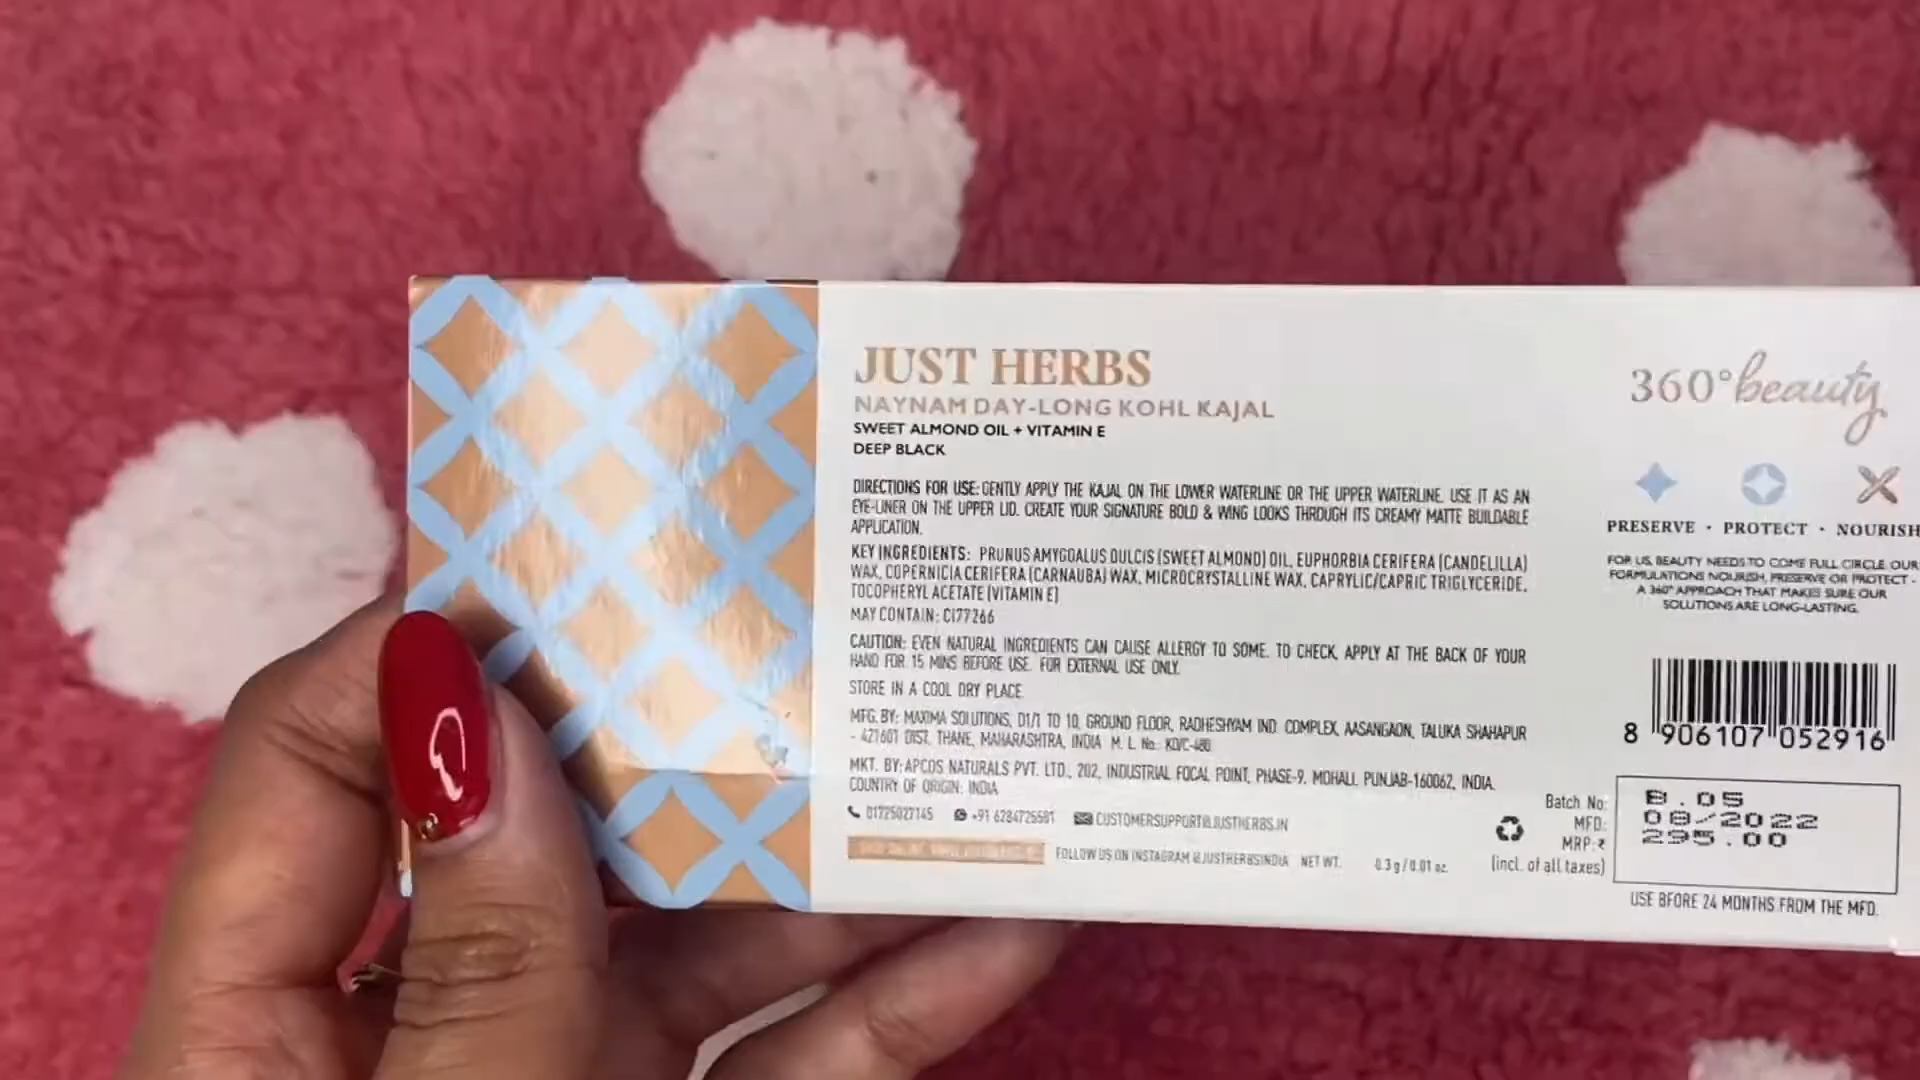 JUST HERBS
NAYNAM DAY-LONG KOHL KAJAL
SWEET ALMOND OIL + VITAMIN E
DEEP BLACK
DIRECTIONS FOR USE: GENTLY APPLY THE KAJAL ON THE LOWER WATERLINE OR THE UPPER WATERLINE. USE IT AS AN
EYE-LINER ON THE UPPER LID. CREATE YOUR SIGNATURE BOLD & WING LOOKS THROUGH ITS CREAMY MATTE BUILDABLE
APPLICATION.
KEY INGREDIENTS: PRUNUS AMYGDALUS DULCIS (SWEET ALMOND) OIL, EUPHORBIA CERIFERA (CANDELILLA)
WAX, COPERNICIA CERIFERA (CARNAUBA) WAX, MICROCRYSTALLINE WAX, CAPRYLIC/CAPRIC TRIGLYCERIDE,
TOCOPHERYL ACETATE (VITAMIN E)
MAY CONTAIN: CI77266
CAUTION: EVEN NATURAL INGREDIENTS CAN CAUSE ALLERGY TO SOME. TO CHECK, APPLY AT THE BACK OF YOUR
HAND FOR 15 MINS BEFORE USE. FOR EXTERNAL USE ONLY.
STORE IN A COOL DRY PLACE
MFG. BY: MAXIMA SOLUTIONS, D1/1 TO 10, GROUND FLOOR, RADHESHYAM IND. COMPLEX, AASANGAON, TALUKA SHAHAPUR
- 421601 DIST, THANE, MAHARASHTRA, INDIA M. L. No.: KD/C-480
MKT. BY: APCOS NATURALS PVT. LTD., 202, INDUSTRIAL FOCAL POINT, PHASE-9. MOHALI. PUNJAB-160062, INDIA.
COUNTRY OF ORIGIN: INDIA
01725027145 +91 6284725581 CUSTOMERSUPPORT@JUSTHERBS.IN
FOLLOW US ON INSTAGRAM @JUSTHERBSINDIA NET WT. 0.3 g / 0.01 oz.
360° beauty
PRESERVE • PROTECT • NOURISH
FOR US, BEAUTY NEEDS TO COME FULL CIRCLE. OUR
FORMULATIONS NOURISH, PRESERVE OR PROTECT -
A 360° APPROACH THAT MAKES SURE OUR
SOLUTIONS ARE LONG-LASTING.
8 906107 052916
Batch No: B.05
MFD: 08/2022
MRP: ₹ 295.00
(incl. of all taxes)
USE BFORE 24 MONTHS FROM THE MFD.